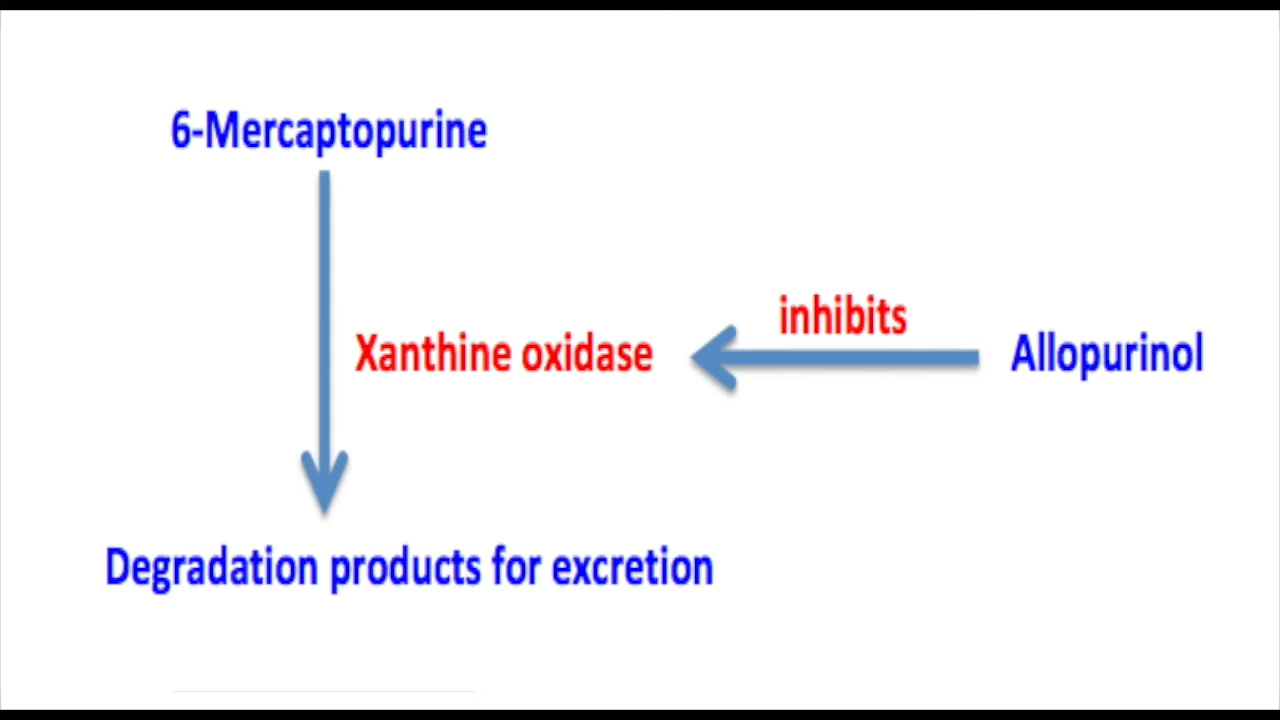 6-Mercaptopurine
inhibits
Xanthine oxidase
Allopurinol
Degradation products for excretion